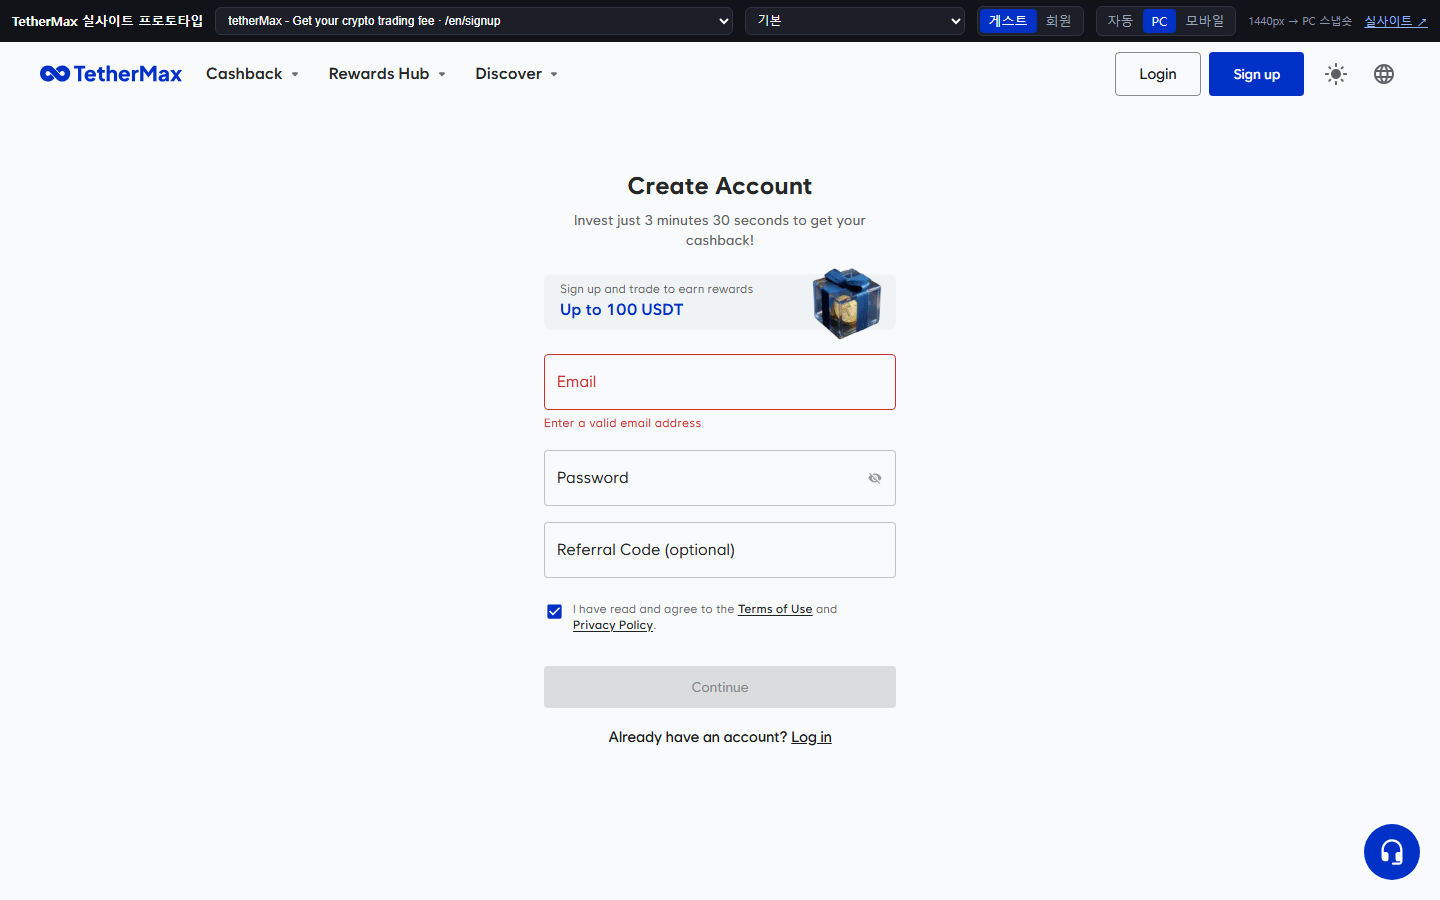 TetherMax 실사이트 프로토타입
tetherMax - Get your crypto trading fee · /en/signup
기본
게스트 회원
자동 PC 모바일
1440px → PC 스냅숏
실사이트 ↗
TetherMax
Cashback
Rewards Hub
Discover
Login
Sign up
Create Account
Invest just 3 minutes 30 seconds to get your
cashback!
Sign up and trade to earn rewards
Up to 100 USDT
Email
Enter a valid email address
Password
Referral Code (optional)
I have read and agree to the Terms of Use and
Privacy Policy.
Continue
Already have an account? Log in